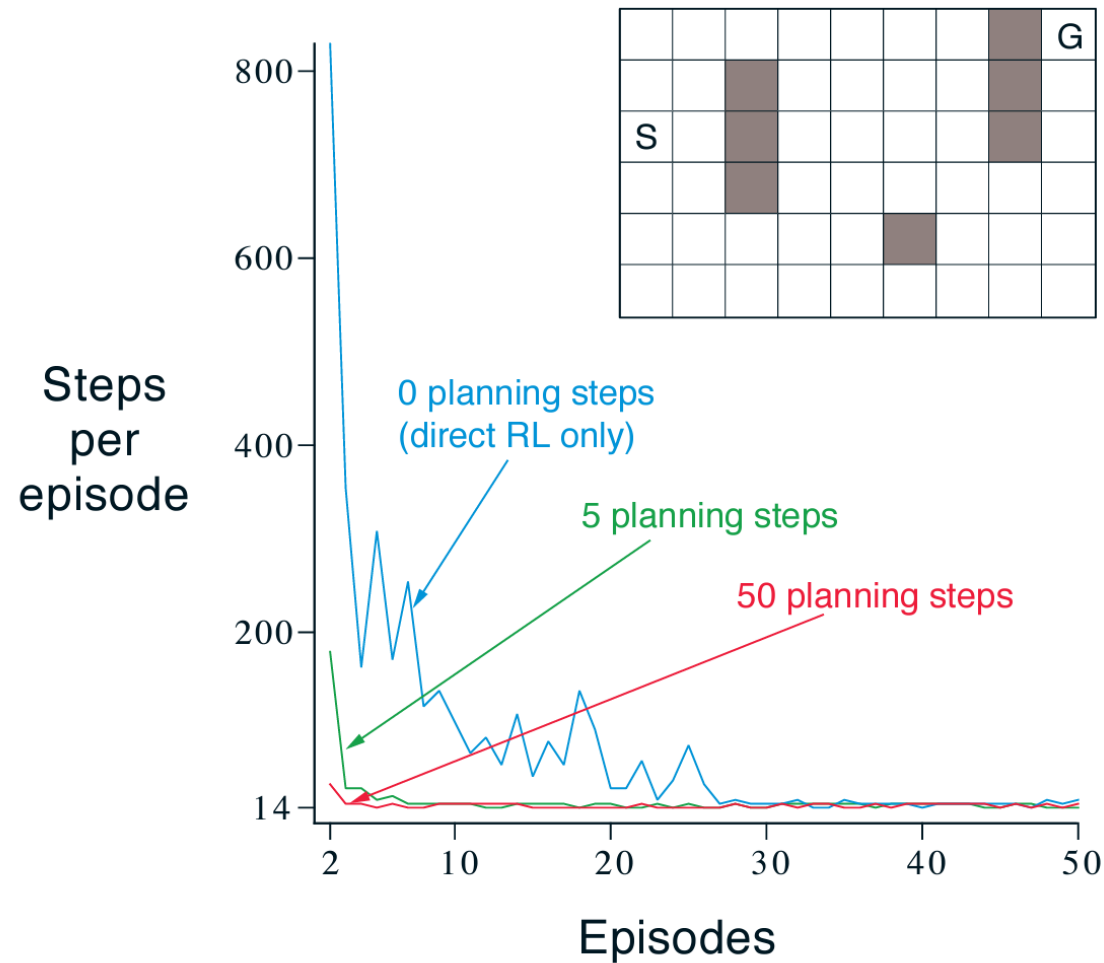 G
S
800
600
400
200
14
Steps
per
episode
0 planning steps
(direct RL only)
5 planning steps
50 planning steps
2
10
20
30
40
50
Episodes